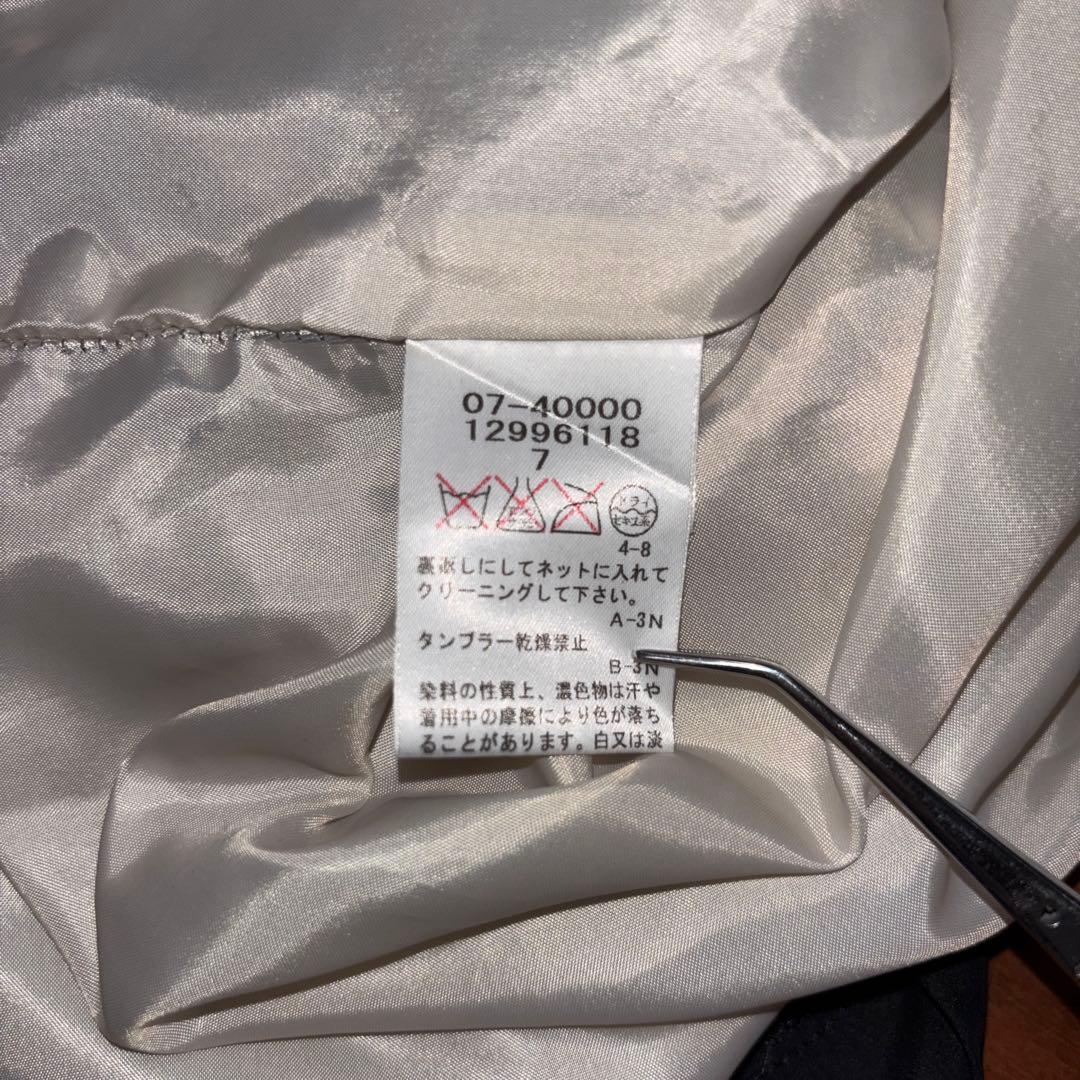 07-40000
12996118
7
ドライ
セキユ系
4-8
裏返しにしてネットに入れて
クリーニングして下さい。
A-3N
タンブラー乾燥禁止
B-3N
染料の性質上、濃色物は汗や
着用中の摩擦により色が落ち
ることがあります。白又は淡